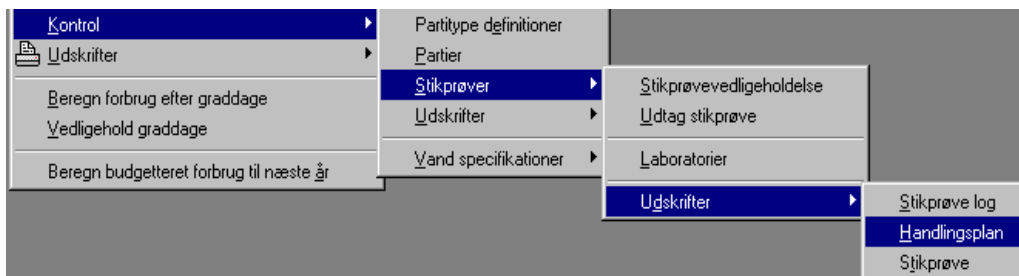 Kontrol
Udskrifter
Beregn forbrug efter graddage
Vedligehold graddage
Beregn budgetteret forbrug til næste år
Partitype definitioner
Partier
Stikprøver
Udskrifter
Vand specifikationer
Stikprøvevedligeholdelse
Udtag stikprøve
Laboratorier
Udskrifter
Stikprøve log
Handlingsplan
Stikprøve